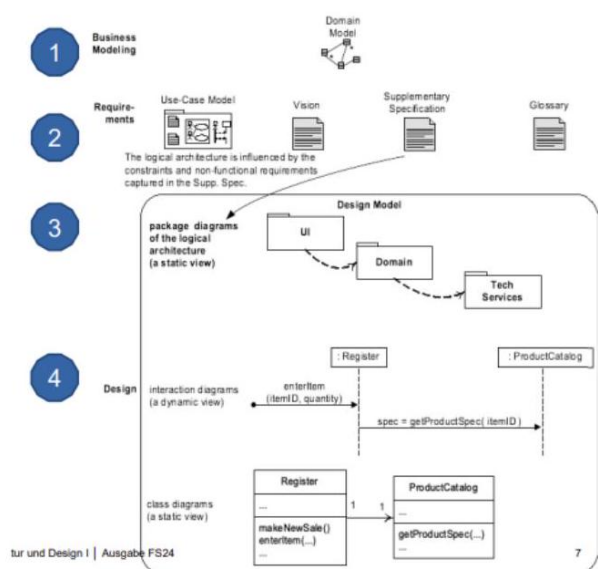 Domain
Model
1
Business
Modeling
Require-
ments
Use-Case Model
Vision
Supplementary
Specification
Glossary
2
The logical architecture is influenced by the
constraints and non-functional requirements
captured in the Supp. Spec.
Design Model
3
package diagrams
of the logical
architecture
(a static view)
UI
Domain
Tech
Services
4
Design
interaction diagrams
(a dynamic view)
: Register
: ProductCatalog
enterItem
(itemID, quantity)
spec = getProductSpec( itemID )
class diagrams
(a static view)
Register
...
makeNewSale()
enterItem(...)
...
1
1
ProductCatalog
...
getProductSpec(...)
...
tur und Design I | Ausgabe FS24
7